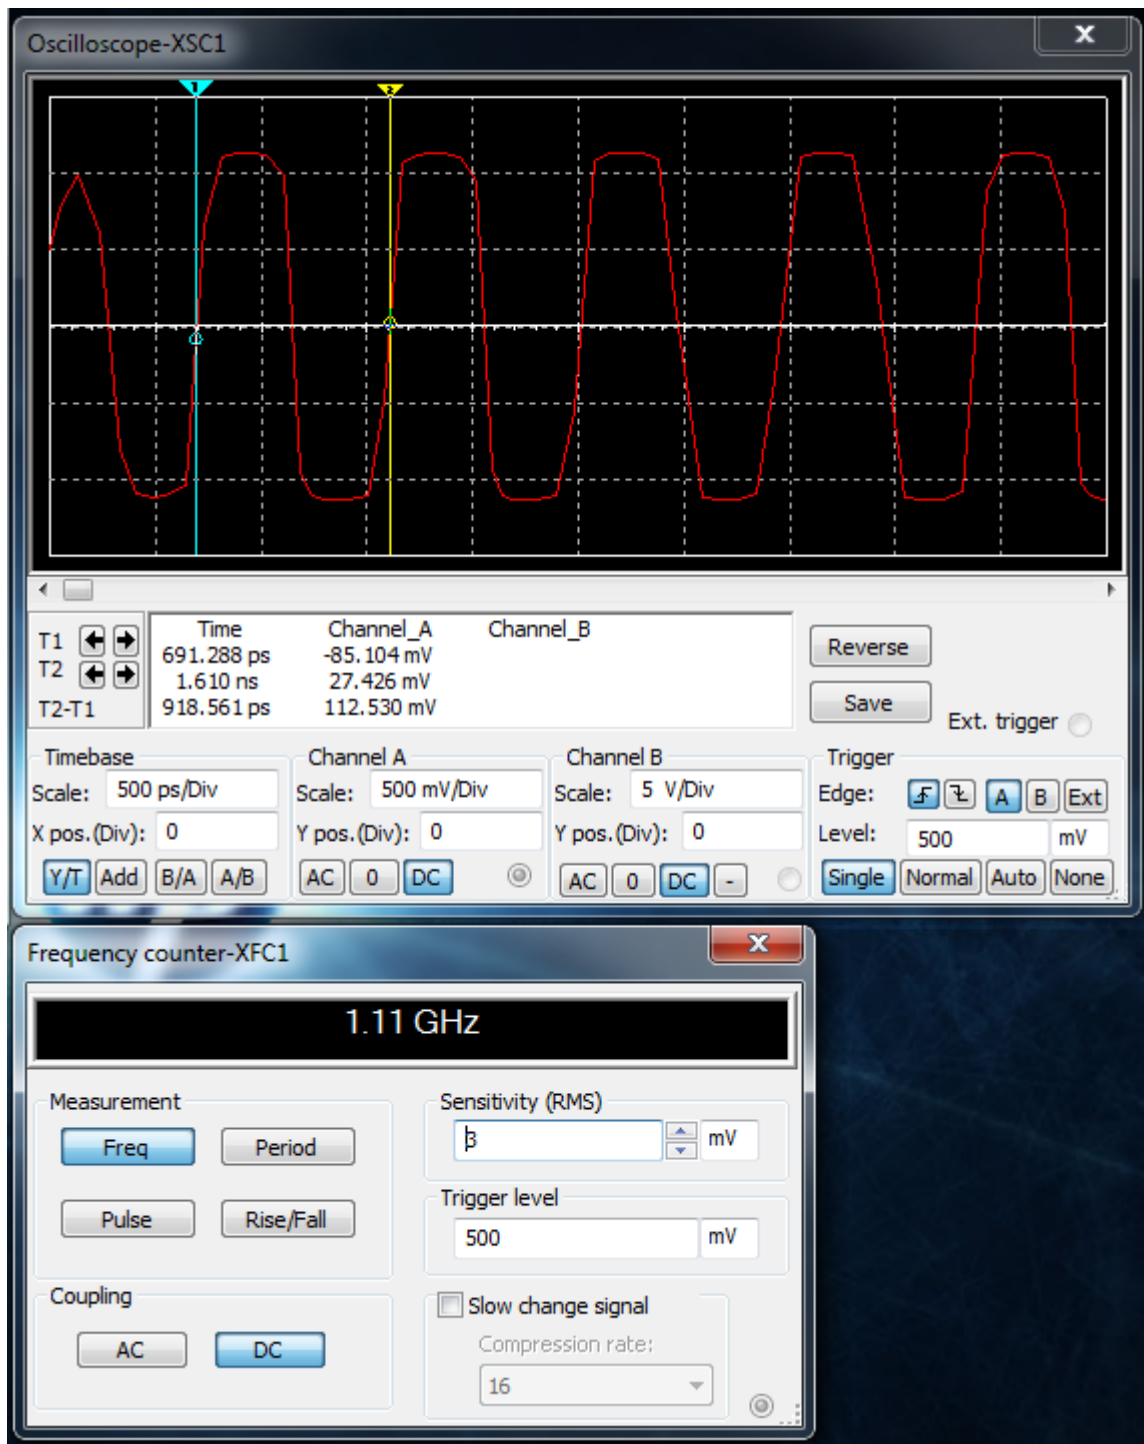 Oscilloscope-XSC1
1 2
T1 Time Channel_A Channel_B
691.288 ps -85.104 mV
T2 1.610 ns 27.426 mV
T2-T1 918.561 ps 112.530 mV
Reverse
Save
Ext. trigger
Timebase
Scale: 500 ps/Div
X pos.(Div): 0
Y/T Add B/A A/B
Channel A
Scale: 500 mV/Div
Y pos.(Div): 0
AC 0 DC
Channel B
Scale: 5 V/Div
Y pos.(Div): 0
AC 0 DC -
Trigger
Edge: A B Ext
Level: 500 mV
Single Normal Auto None
Frequency counter-XFC1
1.11 GHz
Measurement
Freq Period
Pulse Rise/Fall
Coupling
AC DC
Sensitivity (RMS)
3 mV
Trigger level
500 mV
Slow change signal
Compression rate:
16